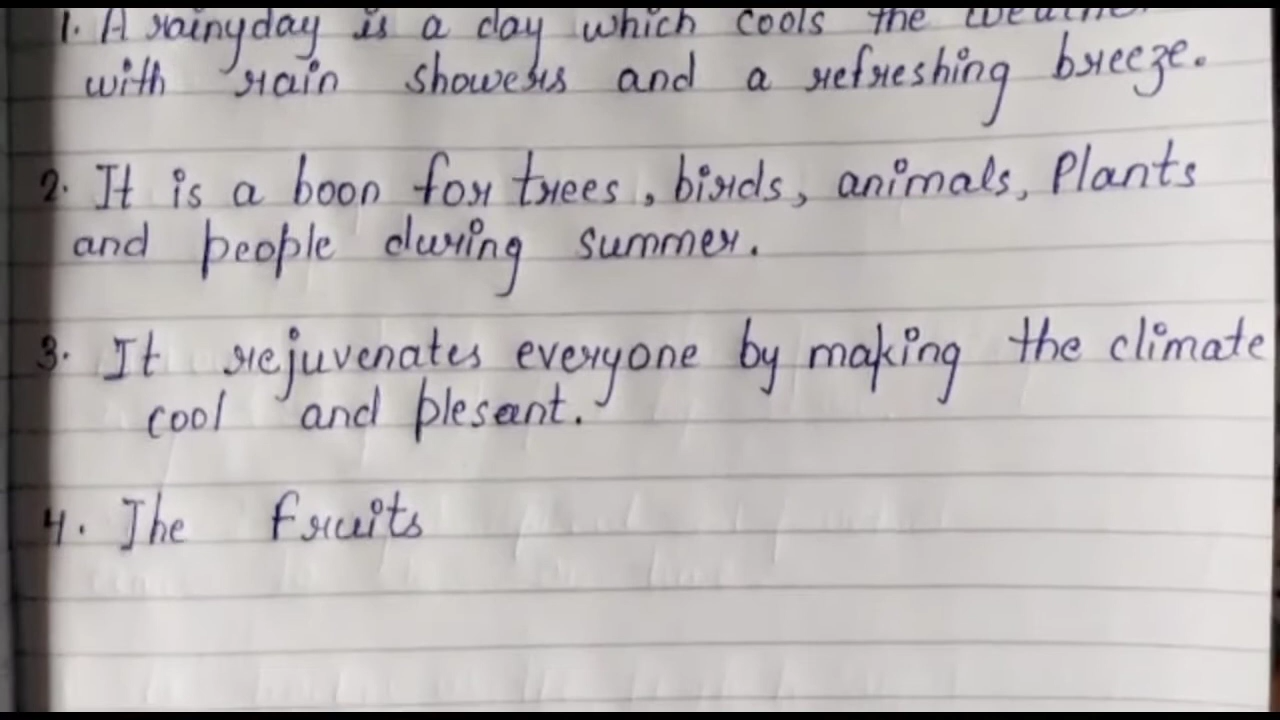 1. A rainyday is a day which cools the weather
with rain showers and a refreshing breeze.
2. It is a boon for trees, birds, animals, Plants
and people during summer.
3. It rejuvenates everyone by making the climate
cool and plesent.
4. The fruits